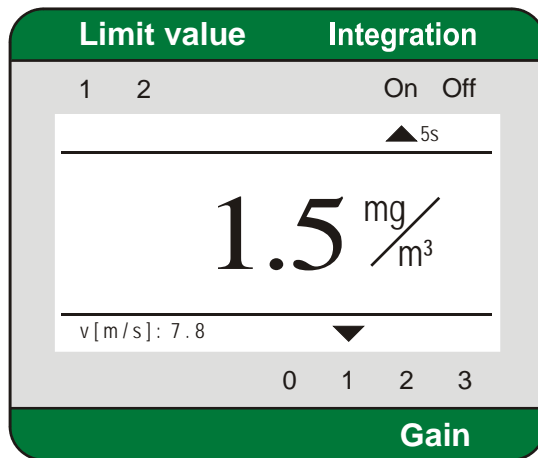 Limit value Integration
1 2 On Off
5s
1.5 mg/m³
v[m/s]: 7.8
0 1 2 3
Gain